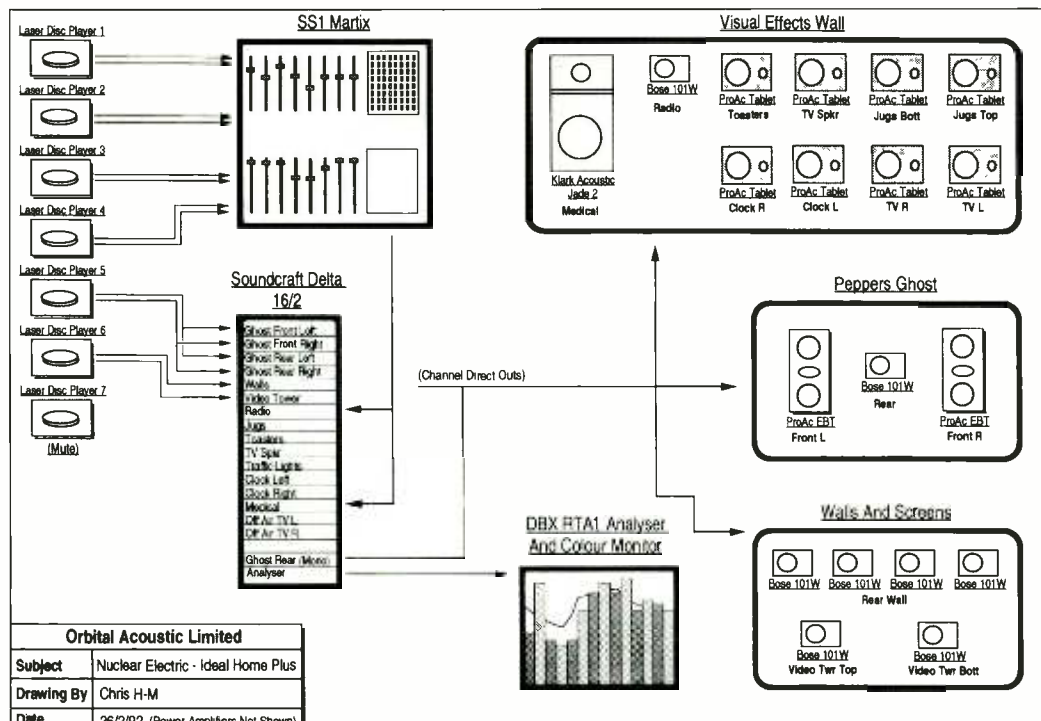 Laser Disc Player 1
Laser Disc Player 2
Laser Disc Player 3
Laser Disc Player 4
Laser Disc Player 5
Laser Disc Player 6
Laser Disc Player 7
(Mute)
SS1 Martix
Soundcraft Delta
16/2
Ghost Front Left
Ghost Front Right
Ghost Rear Left
Ghost Rear Right
Walls
Video Tower
Radio
Jugs
Toasters
TV Spkr
Traffic Lights
Clock Left
Clock Right
Medical
Off Air TV L
Off Air TV R
Ghost Rear (Mono)
Analyser
(Channel Direct Outs)
DBX RTA1 Analyser
And Colour Monitor
Visual Effects Wall
Klark Acoustic
Jade 2
Medical
Bose 101W
Radio
ProAc Tablet
Toasters
ProAc Tablet
TV Spkr
ProAc Tablet
Jugs Bott
ProAc Tablet
Jugs Top
ProAc Tablet
Clock R
ProAc Tablet
Clock L
ProAc Tablet
TV R
ProAc Tablet
TV L
Peppers Ghost
ProAc EBT
Front L
Bose 101W
Rear
ProAc EBT
Front R
Walls And Screens
Bose 101W Bose 101W Bose 101W Bose 101W
Rear Wall
Bose 101W
Video Twr Top
Bose 101W
Video Twr Bott
Orbital Acoustic Limited
Subject Nuclear Electric - Ideal Home Plus
Drawing By Chris H-M
Date 26/2/92 (Power Amplifiers Not Shown)